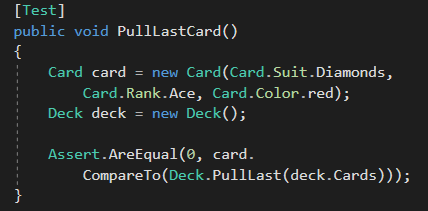 [Test]
public void PullLastCard()
{
Card card = new Card(Card.Suit.Diamonds,
Card.Rank.Ace, Card.Color.red);
Deck deck = new Deck();
Assert.AreEqual(0, card.
CompareTo(Deck.PullLast(deck.Cards)));
}